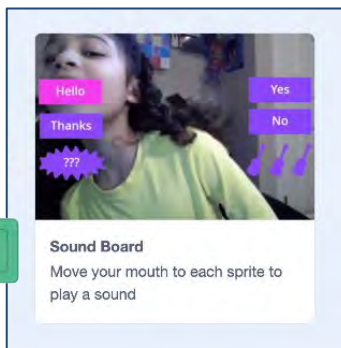 Hello
Yes
Thanks
No
???
Sound Board
Move your mouth to each sprite to
play a sound